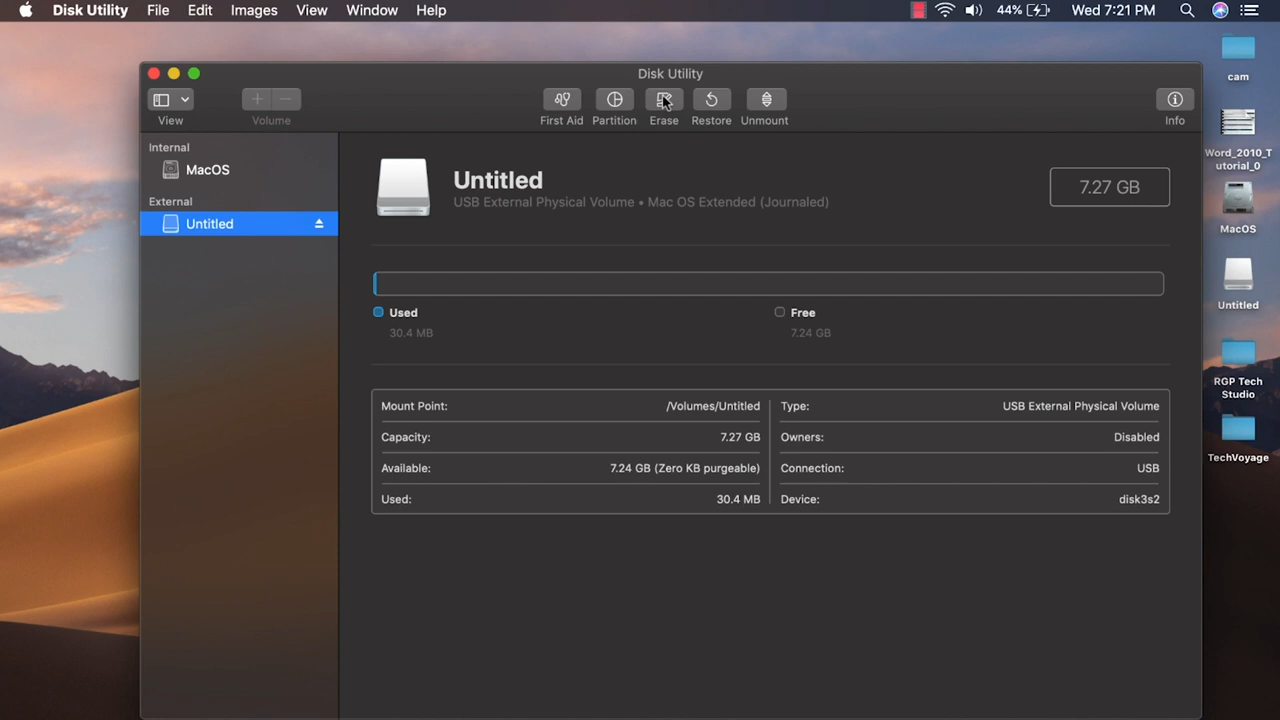 Disk Utility File Edit Images View Window Help 44% Wed 7:21 PM
Disk Utility
View Volume First Aid Partition Erase Restore Unmount Info
Internal
MacOS
External
Untitled
Untitled
USB External Physical Volume • Mac OS Extended (Journaled)
7.27 GB
Used
30.4 MB
Free
7.24 GB
Mount Point: /Volumes/Untitled
Capacity: 7.27 GB
Available: 7.24 GB (Zero KB purgeable)
Used: 30.4 MB
Type: USB External Physical Volume
Owners: Disabled
Connection: USB
Device: disk3s2
cam
Word_2010_T
utorial_0
MacOS
Untitled
RGP Tech
Studio
TechVoyage